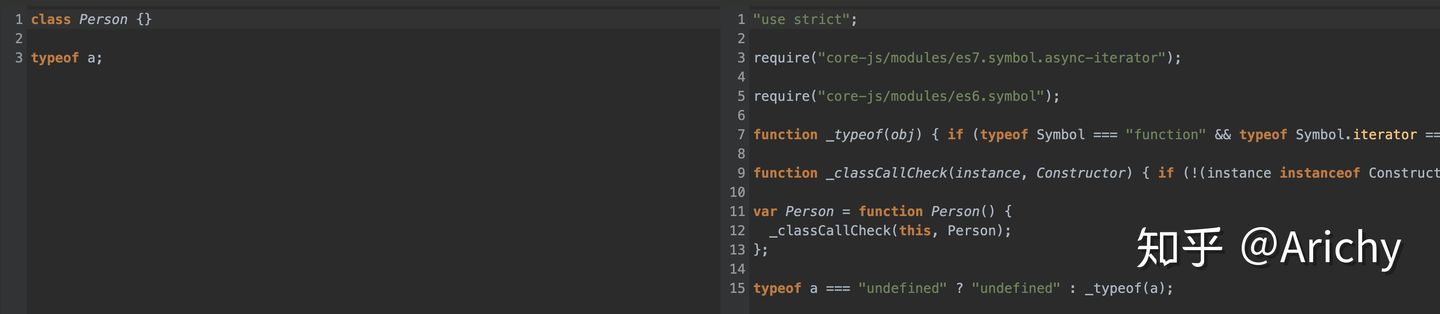 1 class Person {}
2
3 typeof a;
1 "use strict";
2
3 require("core-js/modules/es7.symbol.async-iterator");
4
5 require("core-js/modules/es6.symbol");
6
7 function _typeof(obj) { if (typeof Symbol === "function" && typeof Symbol.iterator ==
8
9 function _classCallCheck(instance, Constructor) { if (!(instance instanceof Construct
10
11 var Person = function Person() {
12 _classCallCheck(this, Person);
13 };
14
15 typeof a === "undefined" ? "undefined" : _typeof(a);
知乎 @Arichy